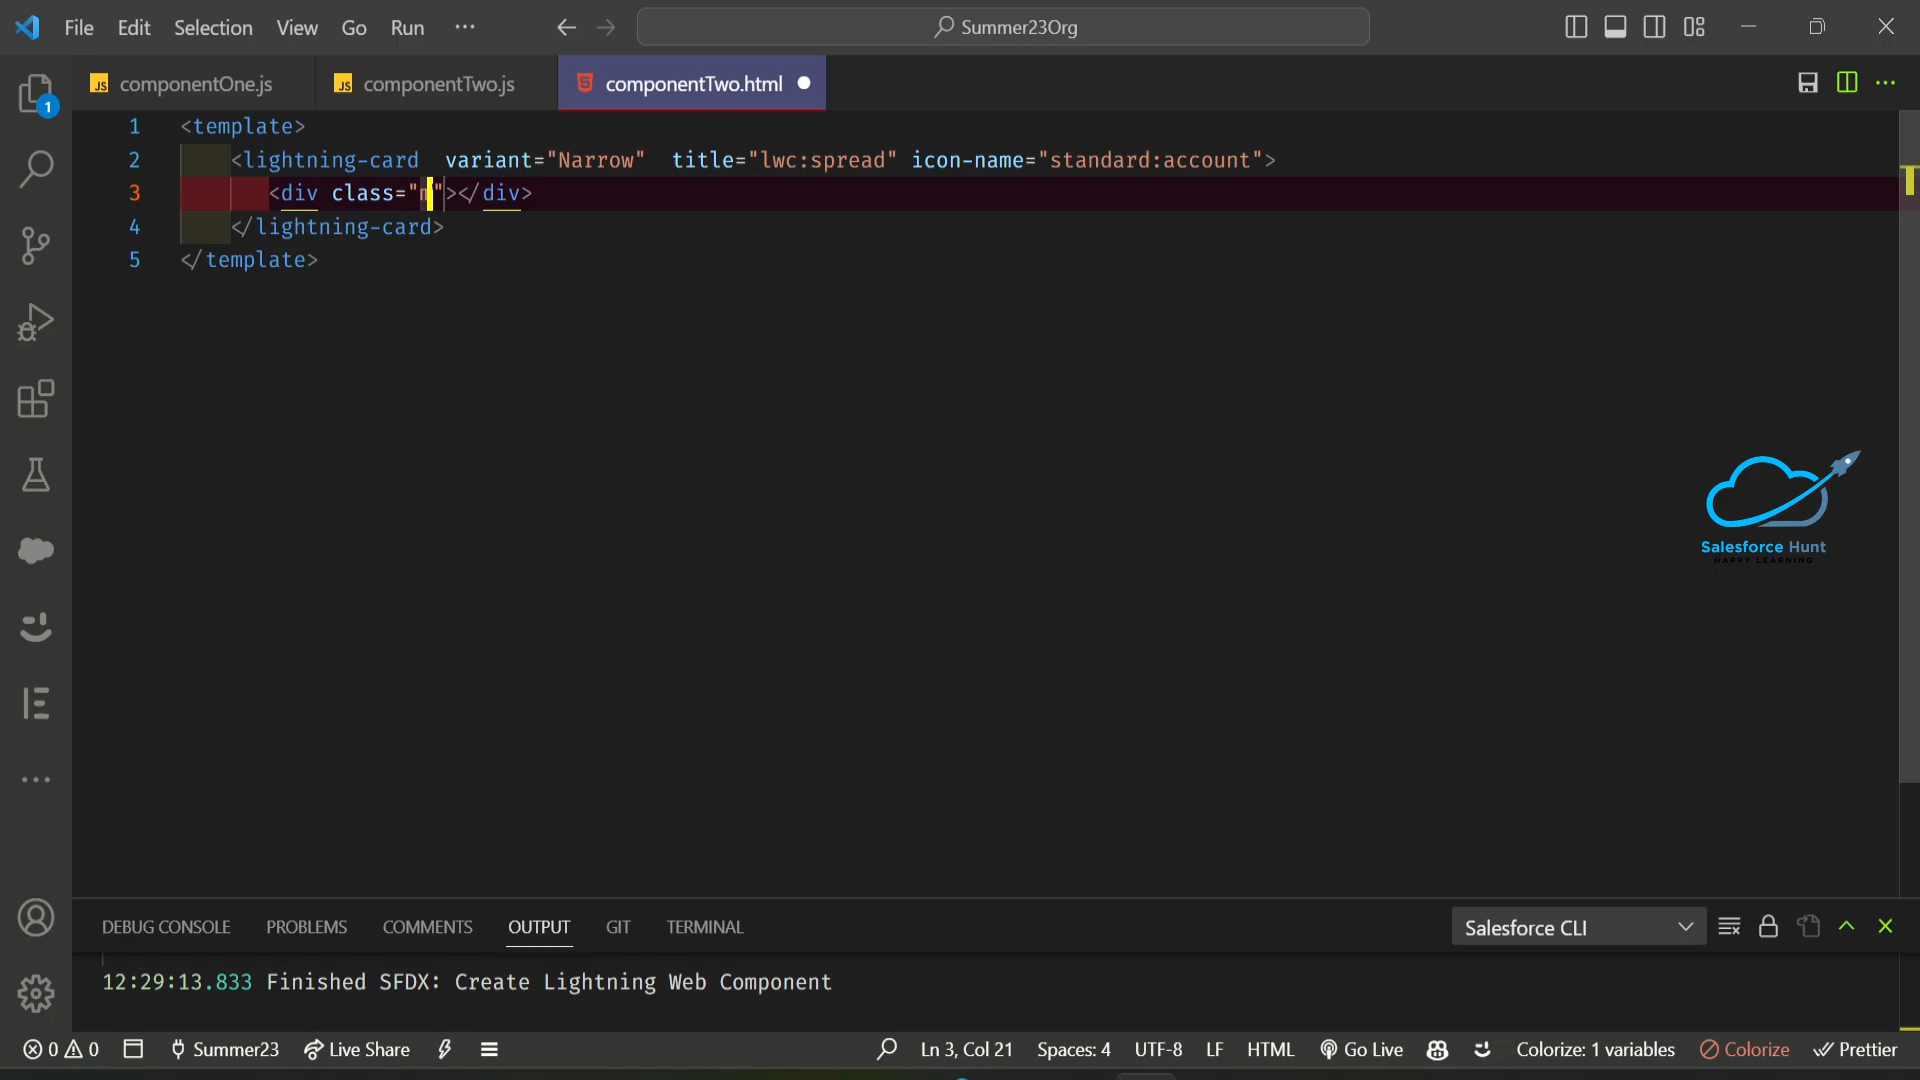 File Edit Selection View Go Run ··· Summer23Org
componentOne.js componentTwo.js componentTwo.html
1 <template>
2 <lightning-card variant="Narrow" title="lwc:spread" icon-name="standard:account">
3 <div class="m"></div>
4 </lightning-card>
5 </template>
Salesforce Hunt
HAPPY LEARNING
DEBUG CONSOLE PROBLEMS COMMENTS OUTPUT GIT TERMINAL Salesforce CLI
12:29:13.833 Finished SFDX: Create Lightning Web Component
0 0 Summer23 Live Share Ln 3, Col 21 Spaces: 4 UTF-8 LF HTML Go Live Colorize: 1 variables Colorize Prettier